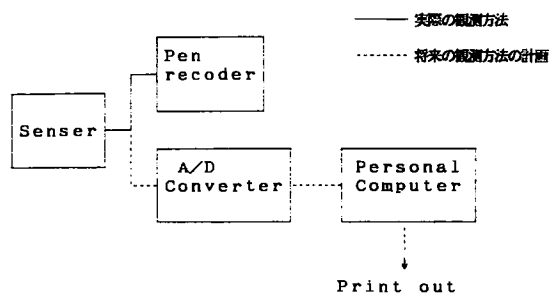 実際の観測方法
将来の観測方法の計画
Pen
recoder
Senser
A/D
Converter
Personal
Computer
Print out